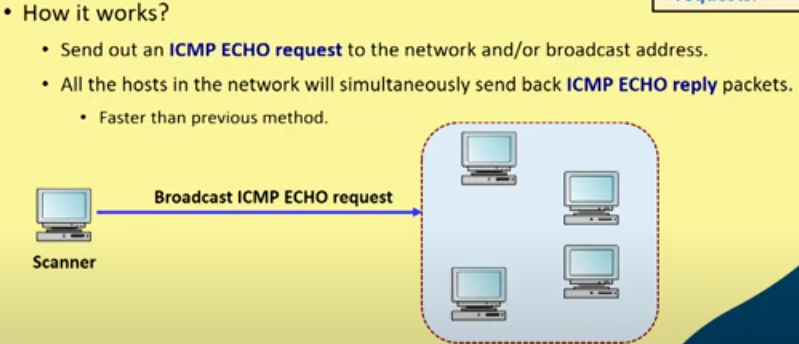 • How it works?
• Send out an ICMP ECHO request to the network and/or broadcast address.
• All the hosts in the network will simultaneously send back ICMP ECHO reply packets.
• Faster than previous method.
Broadcast ICMP ECHO request
Scanner